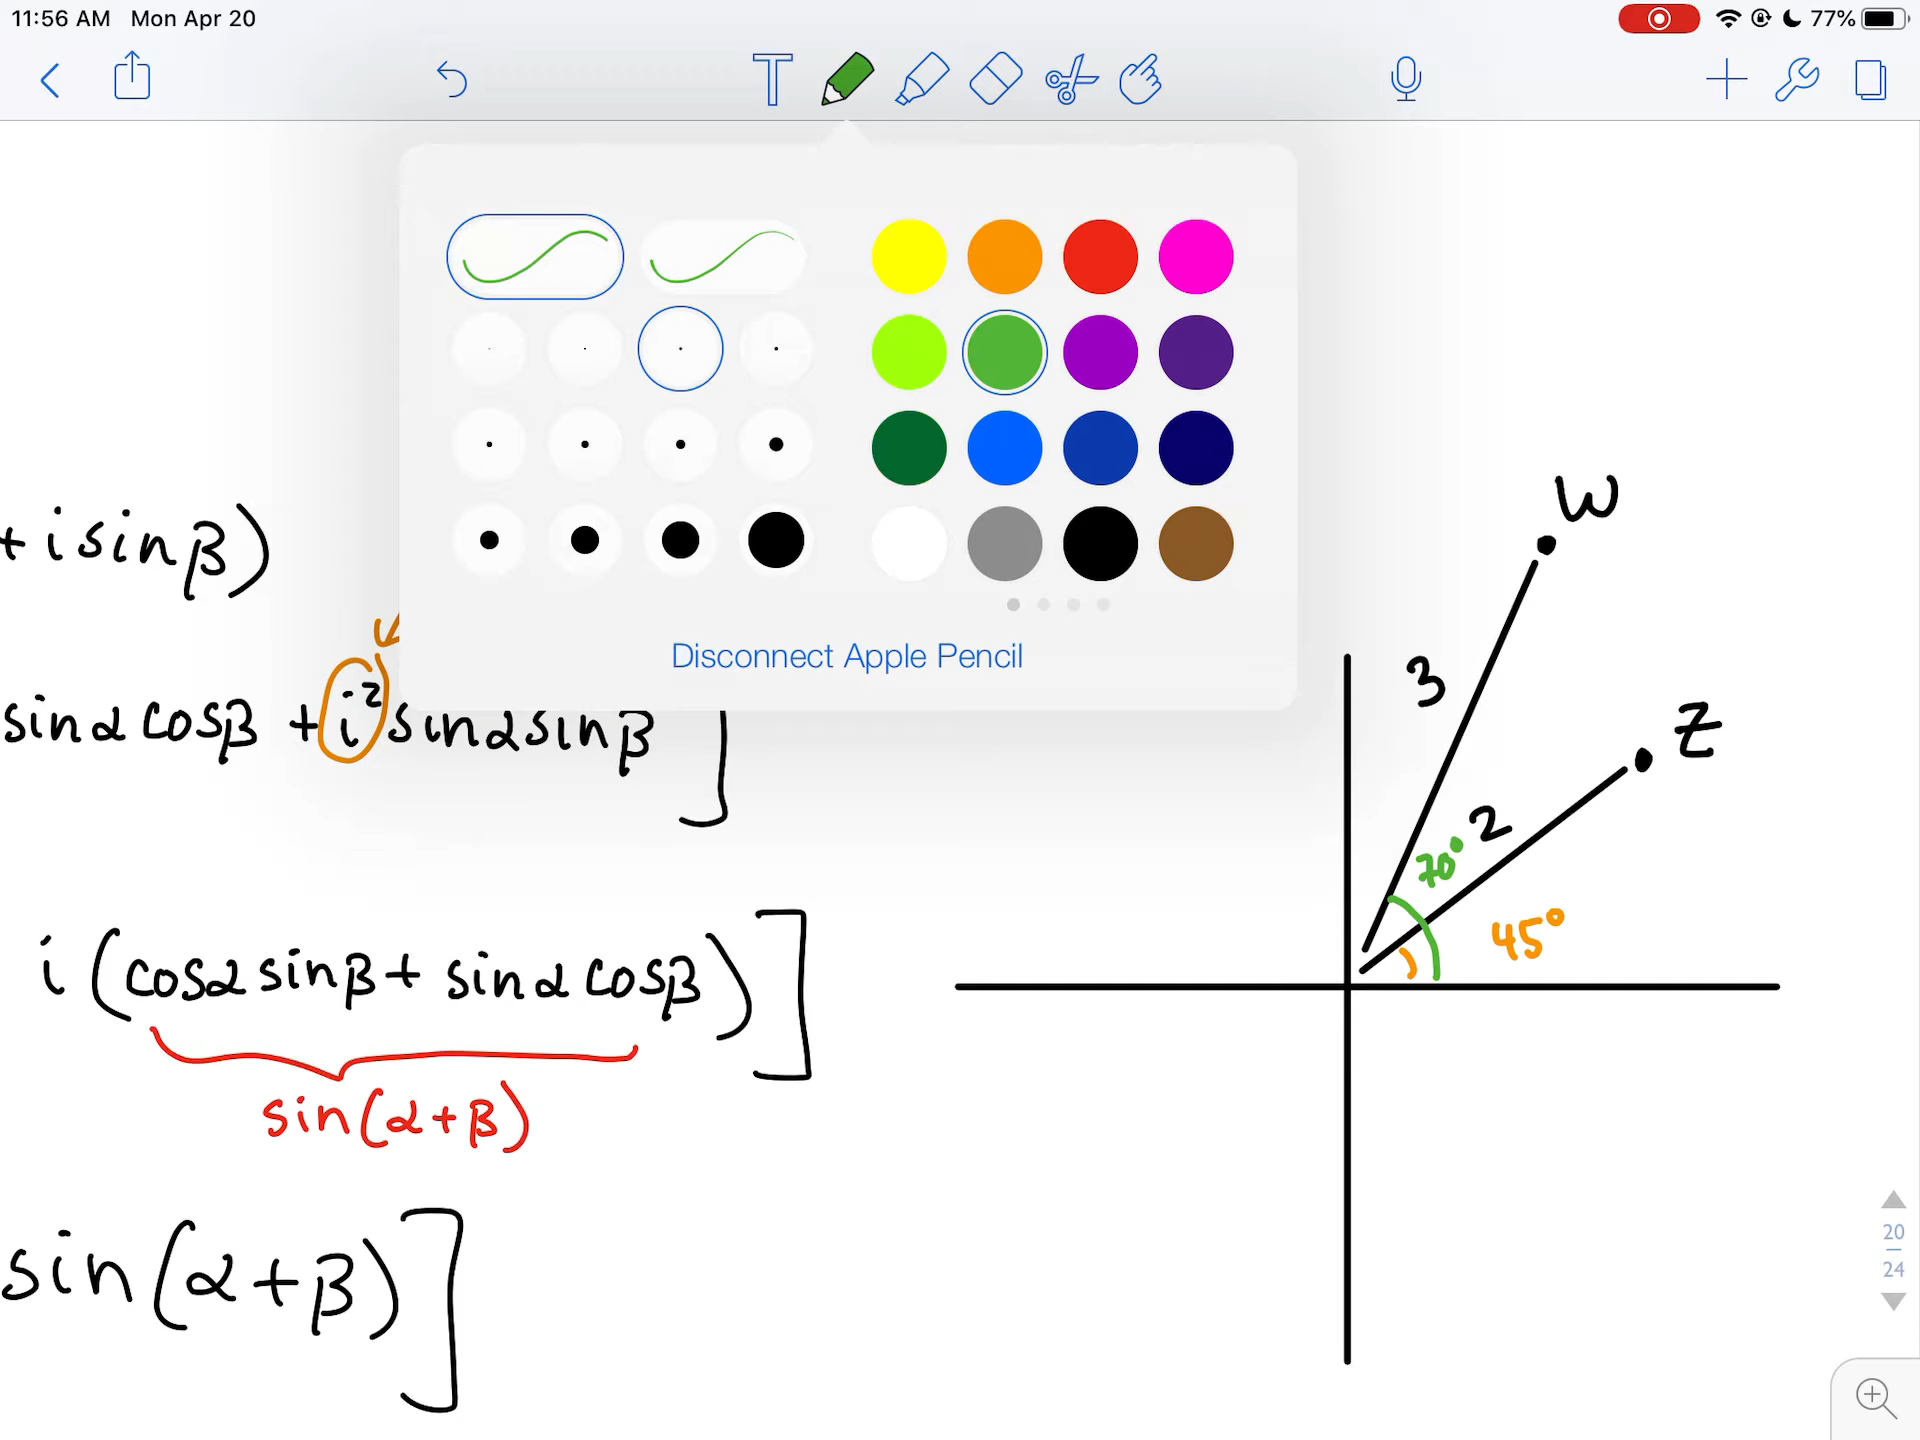 11:56 AM Mon Apr 20
77%
T
Disconnect Apple Pencil
+ i sin β)
sin α cos β + i² sin α sin β ]
i (cos α sin β + sin α cos β) ]
sin(α+β)
sin(α+β) ]
w
3
z
2
70°
45°
20
24